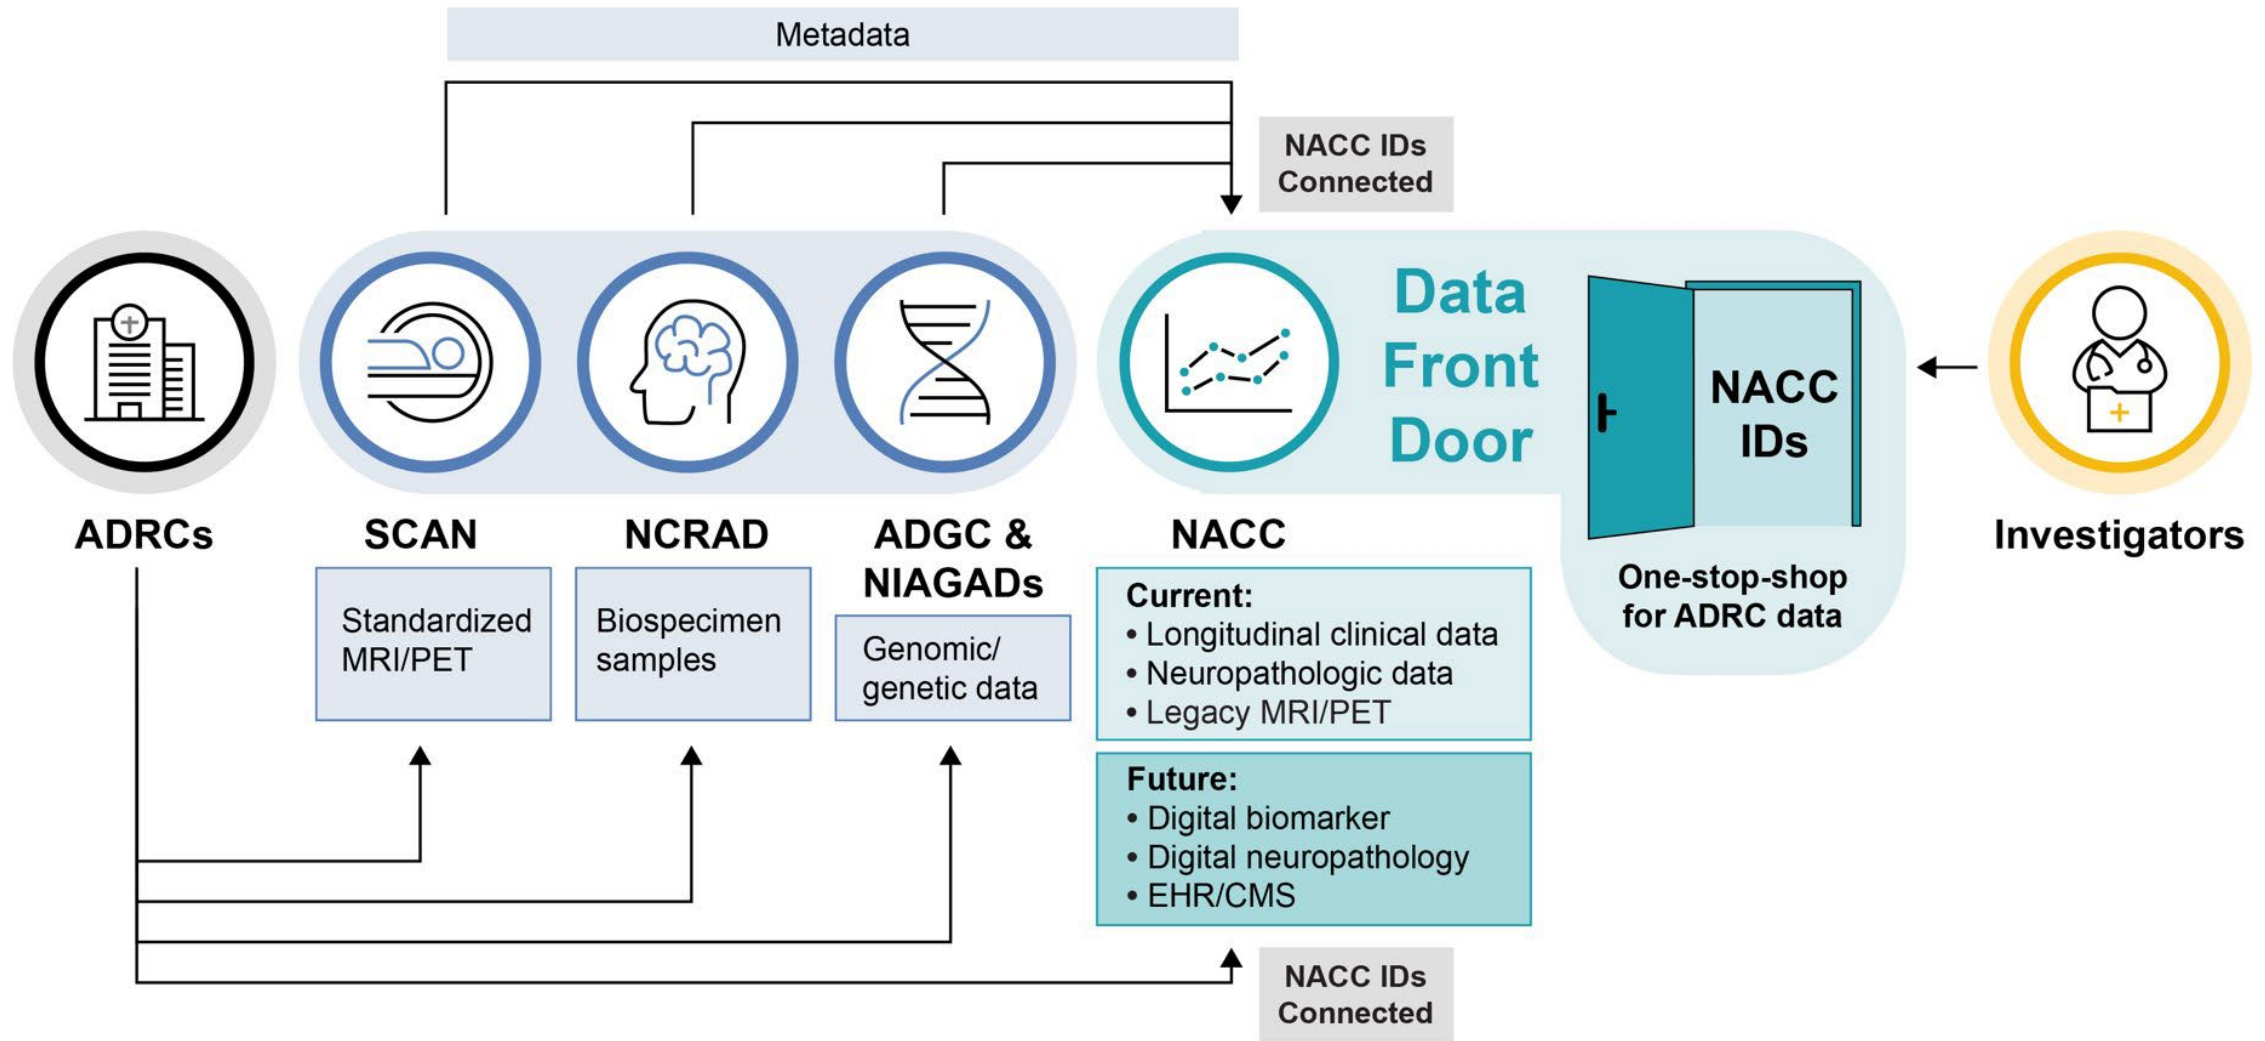 Metadata
NACC IDs
Connected
Data
Front
Door
NACC
IDs
ADRCs
SCAN
Standardized
MRI/PET
NCRAD
Biospecimen
samples
ADGC &
NIAGADs
Genomic/
genetic data
NACC
Current:
• Longitudinal clinical data
• Neuropathologic data
• Legacy MRI/PET
Future:
• Digital biomarker
• Digital neuropathology
• EHR/CMS
One-stop-shop
for ADRC data
Investigators
NACC IDs
Connected